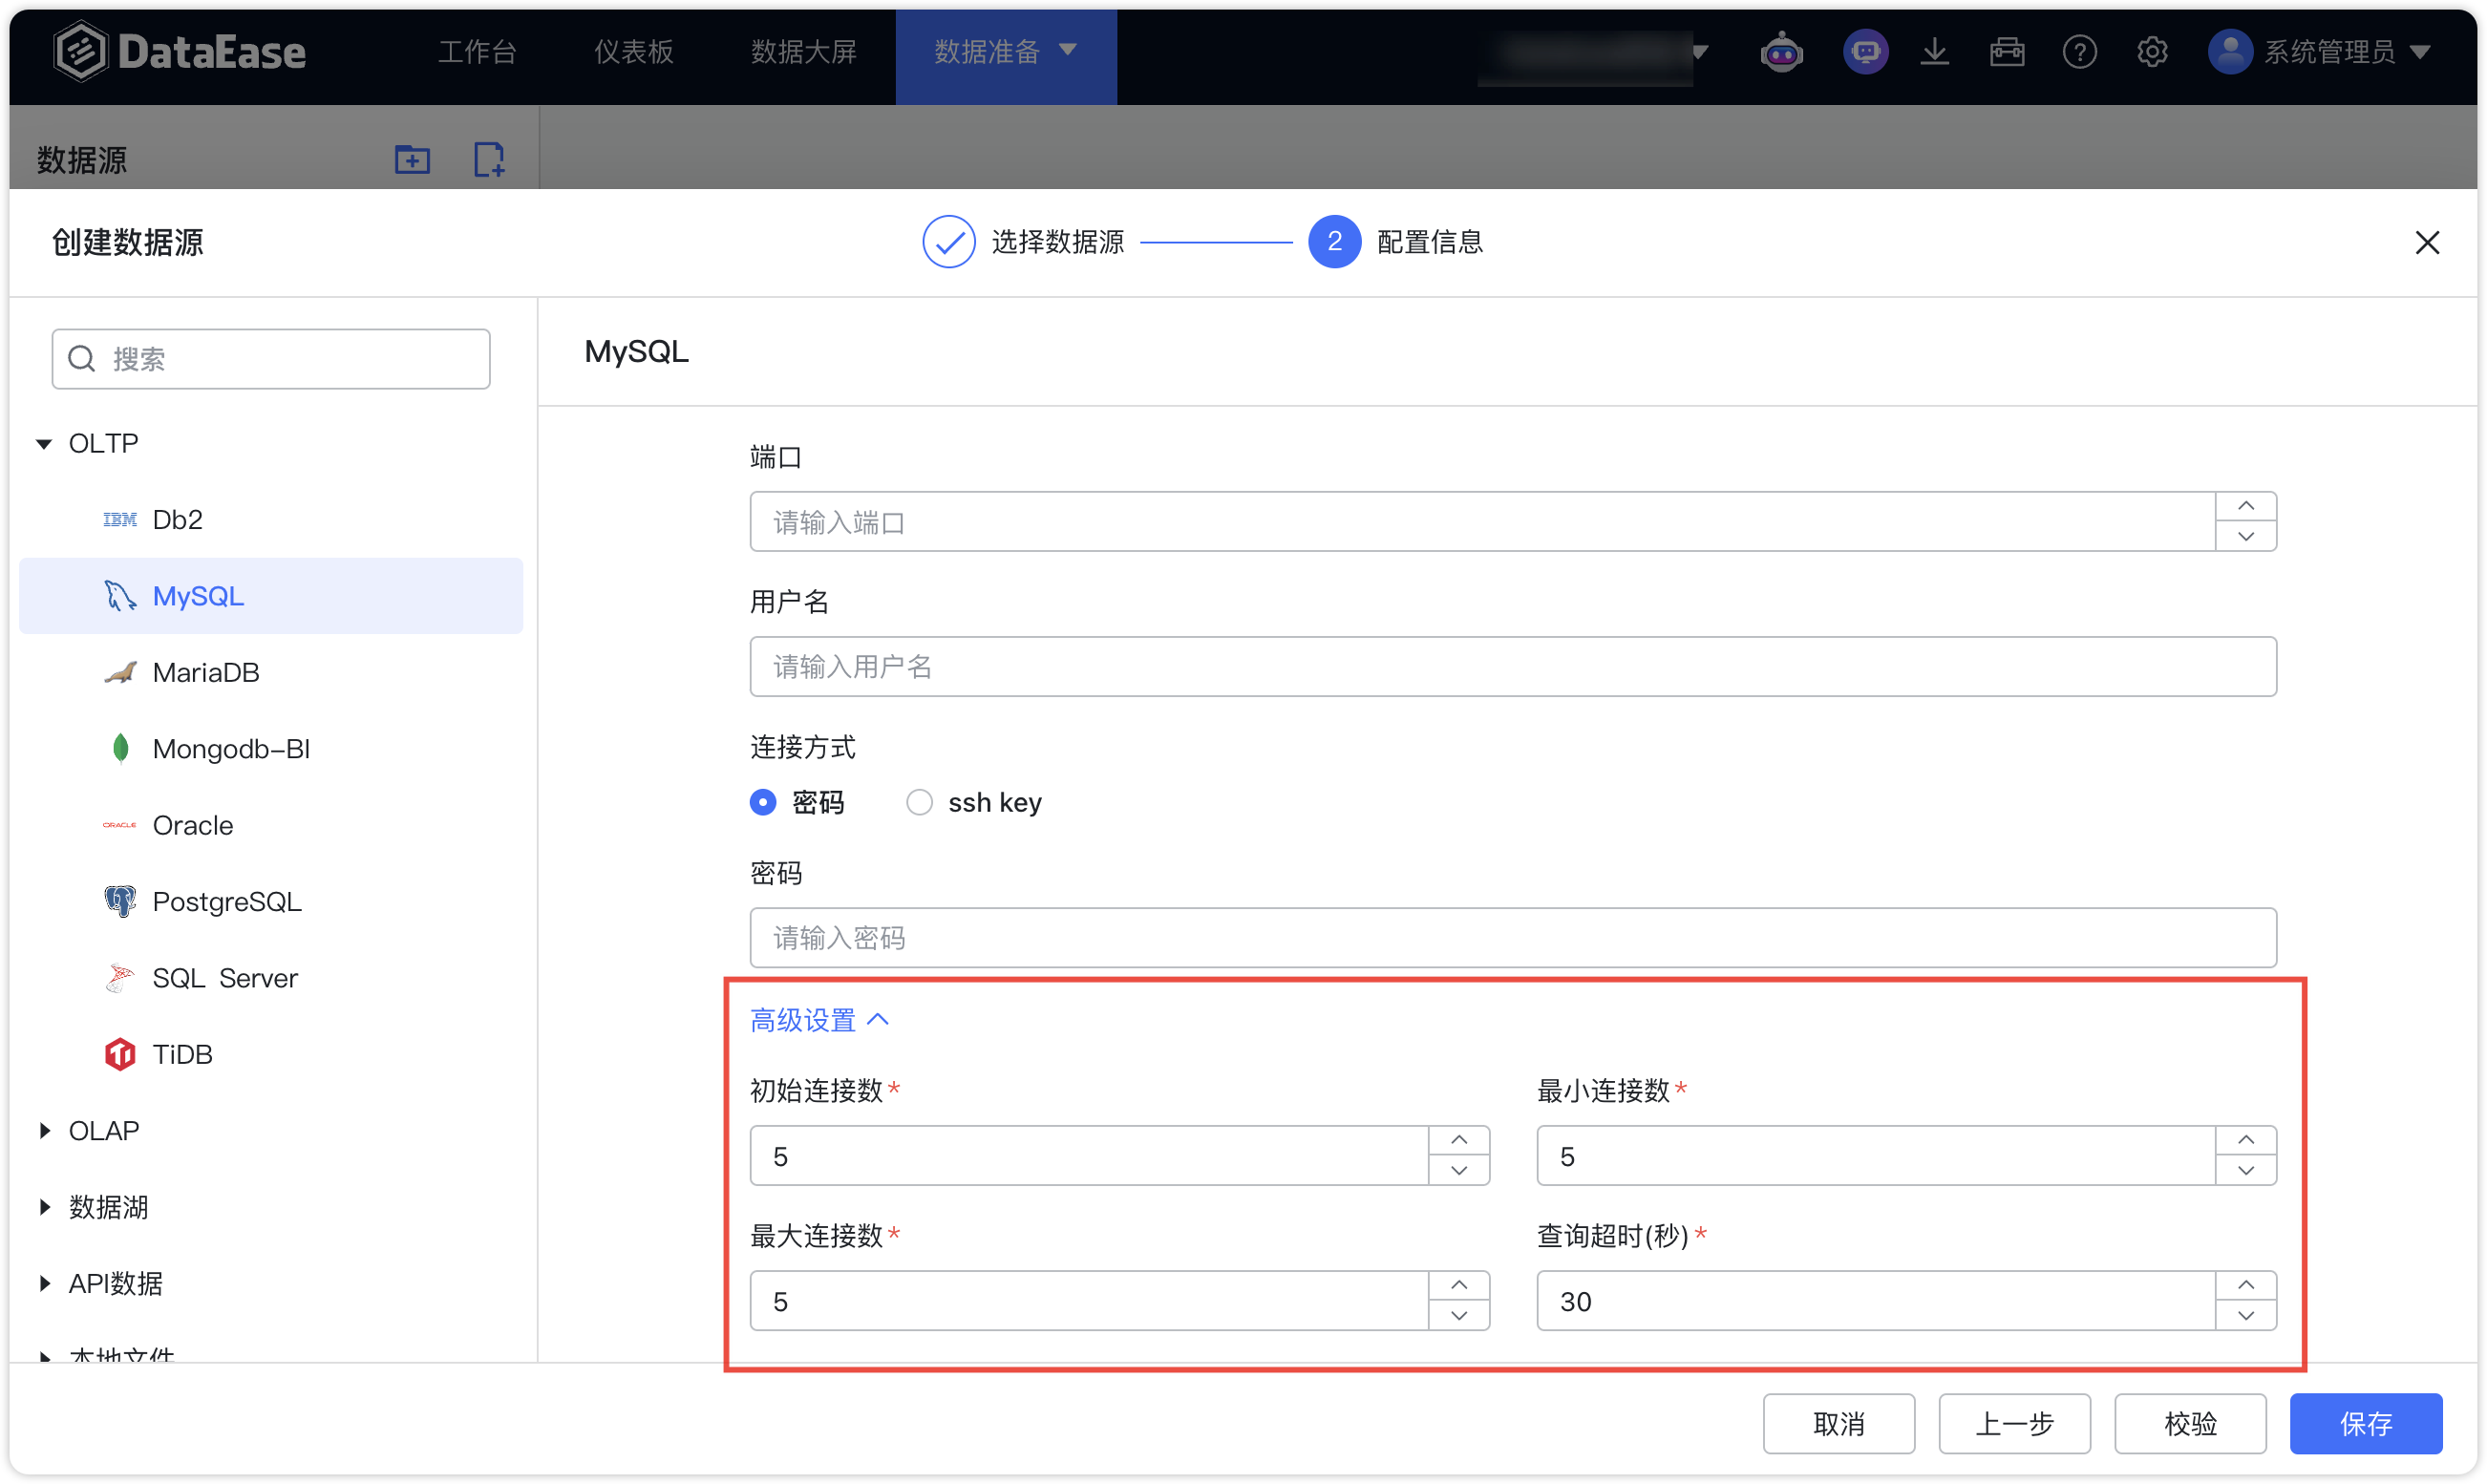 DataEase
工作台 仪表板 数据大屏 数据准备 系统管理员
数据源
创建数据源
选择数据源 2 配置信息
搜索
OLTP
IBM Db2
MySQL
MariaDB
Mongodb-BI
ORACLE Oracle
PostgreSQL
SQL Server
TiDB
OLAP
数据湖
API数据
本地文件
MySQL
端口
请输入端口
用户名
请输入用户名
连接方式
密码 ssh key
密码
请输入密码
高级设置
初始连接数* 最小连接数*
5 5
最大连接数* 查询超时(秒)*
5 30
取消 上一步 校验 保存